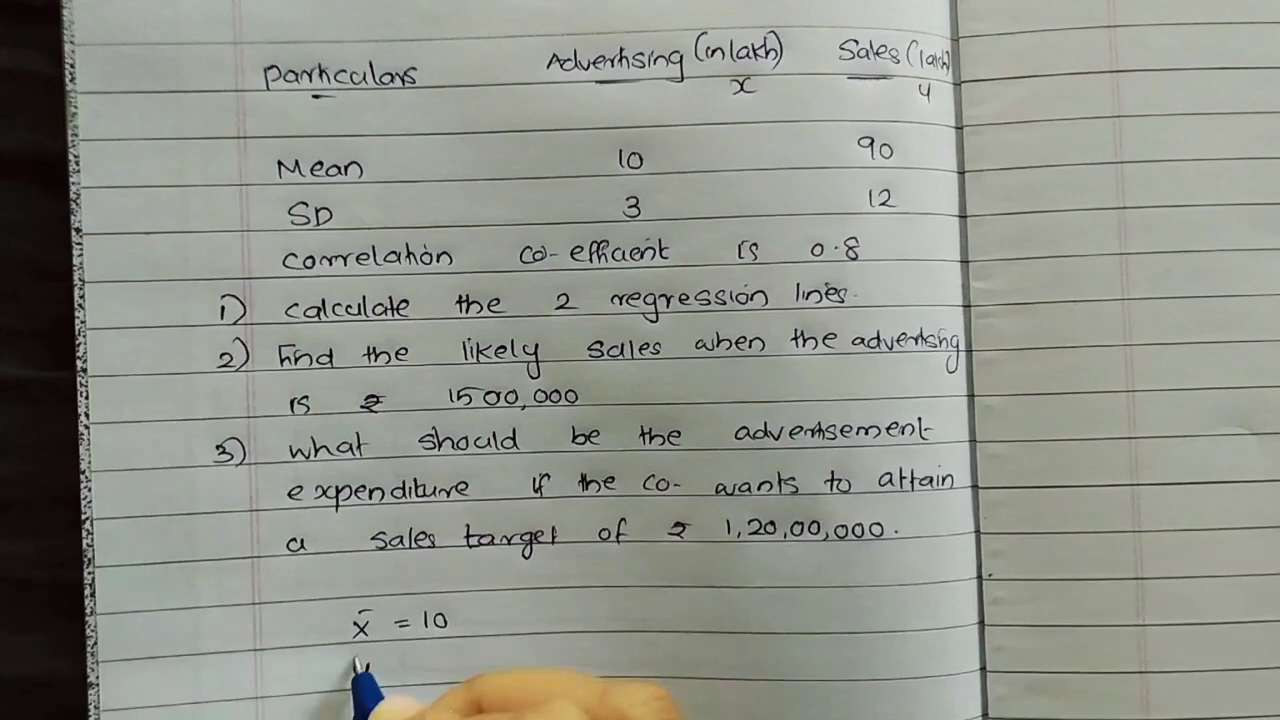 Particulars Advertising (in lakh) Sales (lakh)
x y
Mean 10 90
SD 3 12
correlation co-efficient is 0.8
1) calculate the 2 regression lines.
2) Find the likely sales when the advertising
is ₹ 1500,000
3) what should be the advertisement
expenditure if the co- wants to attain
a sales target of ₹ 1,20,00,000.
x̄ = 10